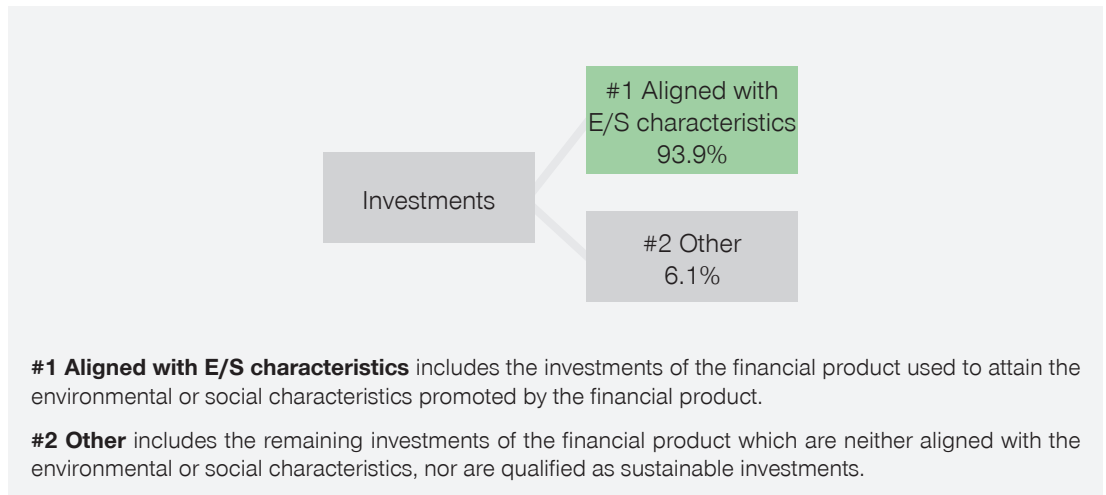 #1 Aligned with
E/S characteristics
93.9%
Investments
#2 Other
6.1%
#1 Aligned with E/S characteristics includes the investments of the financial product used to attain the
environmental or social characteristics promoted by the financial product.
#2 Other includes the remaining investments of the financial product which are neither aligned with the
environmental or social characteristics, nor are qualified as sustainable investments.